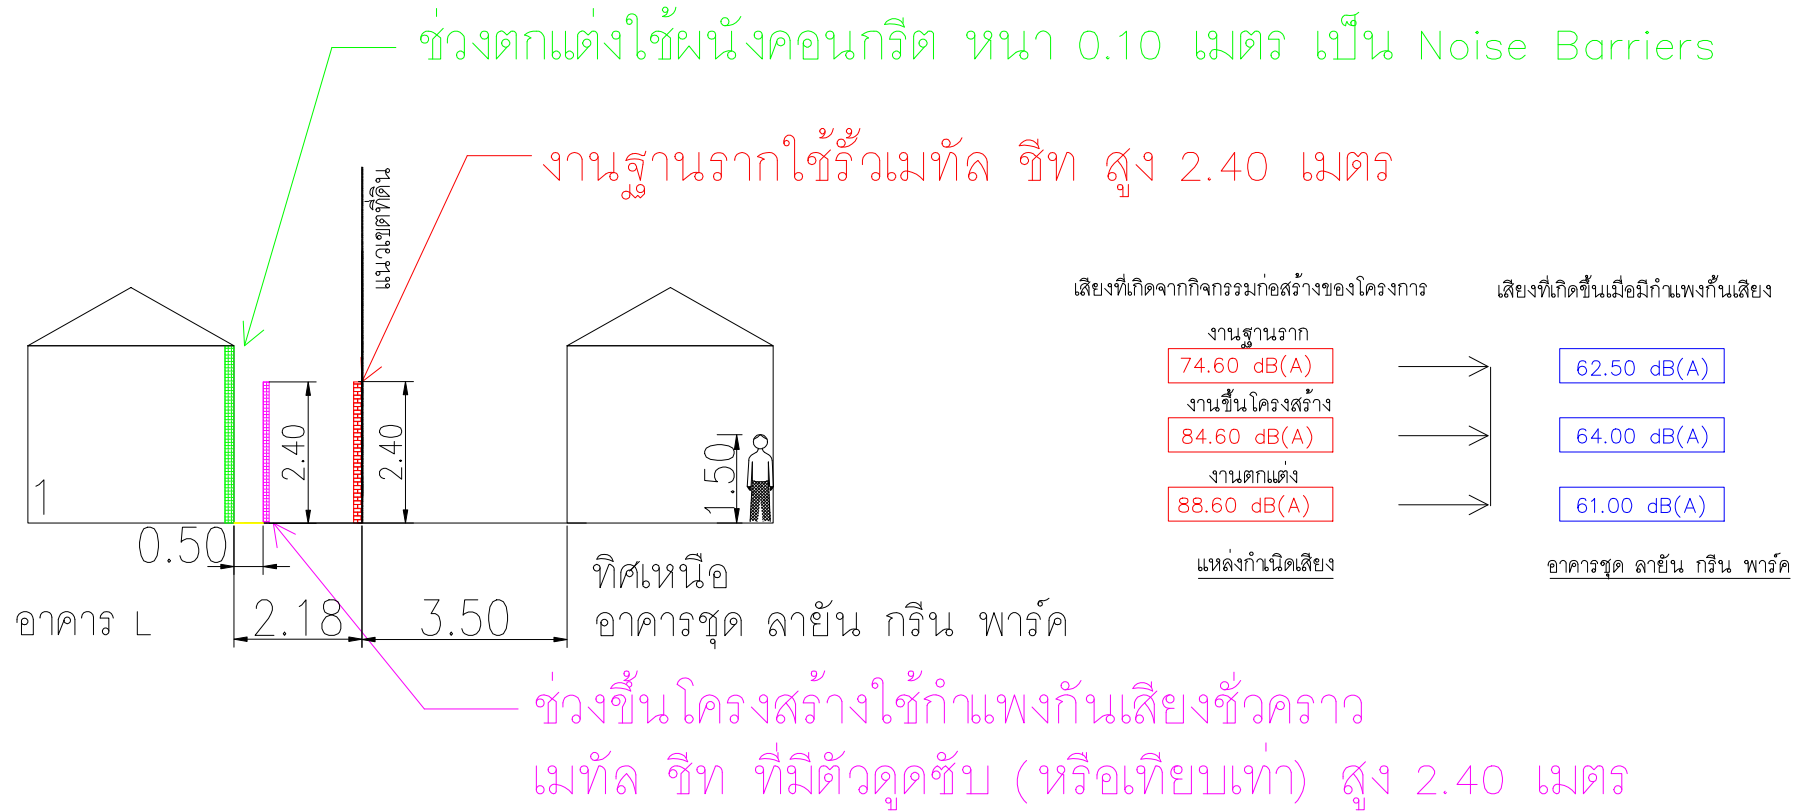 ช่วงตกแต่งใช้ผนังคอนกรีต หนา 0.10 เมตร เป็น Noise Barriers
งานฐานรากใช้รั้วเมทัล ชีท สูง 2.40 เมตร
แนวเขตที่ดิน
เสียงที่เกิดจากกิจกรรมก่อสร้างของโครงการ
เสียงที่เกิดขึ้นเมื่อมีกำแพงกั้นเสียง
งานฐานราก
74.60 dB(A)
62.50 dB(A)
งานขึ้นโครงสร้าง
84.60 dB(A)
64.00 dB(A)
งานตกแต่ง
88.60 dB(A)
61.00 dB(A)
แหล่งกำเนิดเสียง
อาคารชุด ลายัน กรีน พาร์ค
1
2.40
2.40
1.50
0.50
2.18
3.50
อาคาร L
ทิศเหนือ
อาคารชุด ลายัน กรีน พาร์ค
ช่วงขึ้นโครงสร้างใช้กำแพงกันเสียงชั่วคราว
เมทัล ชีท ที่มีตัวดูดซับ (หรือเทียบเท่า) สูง 2.40 เมตร